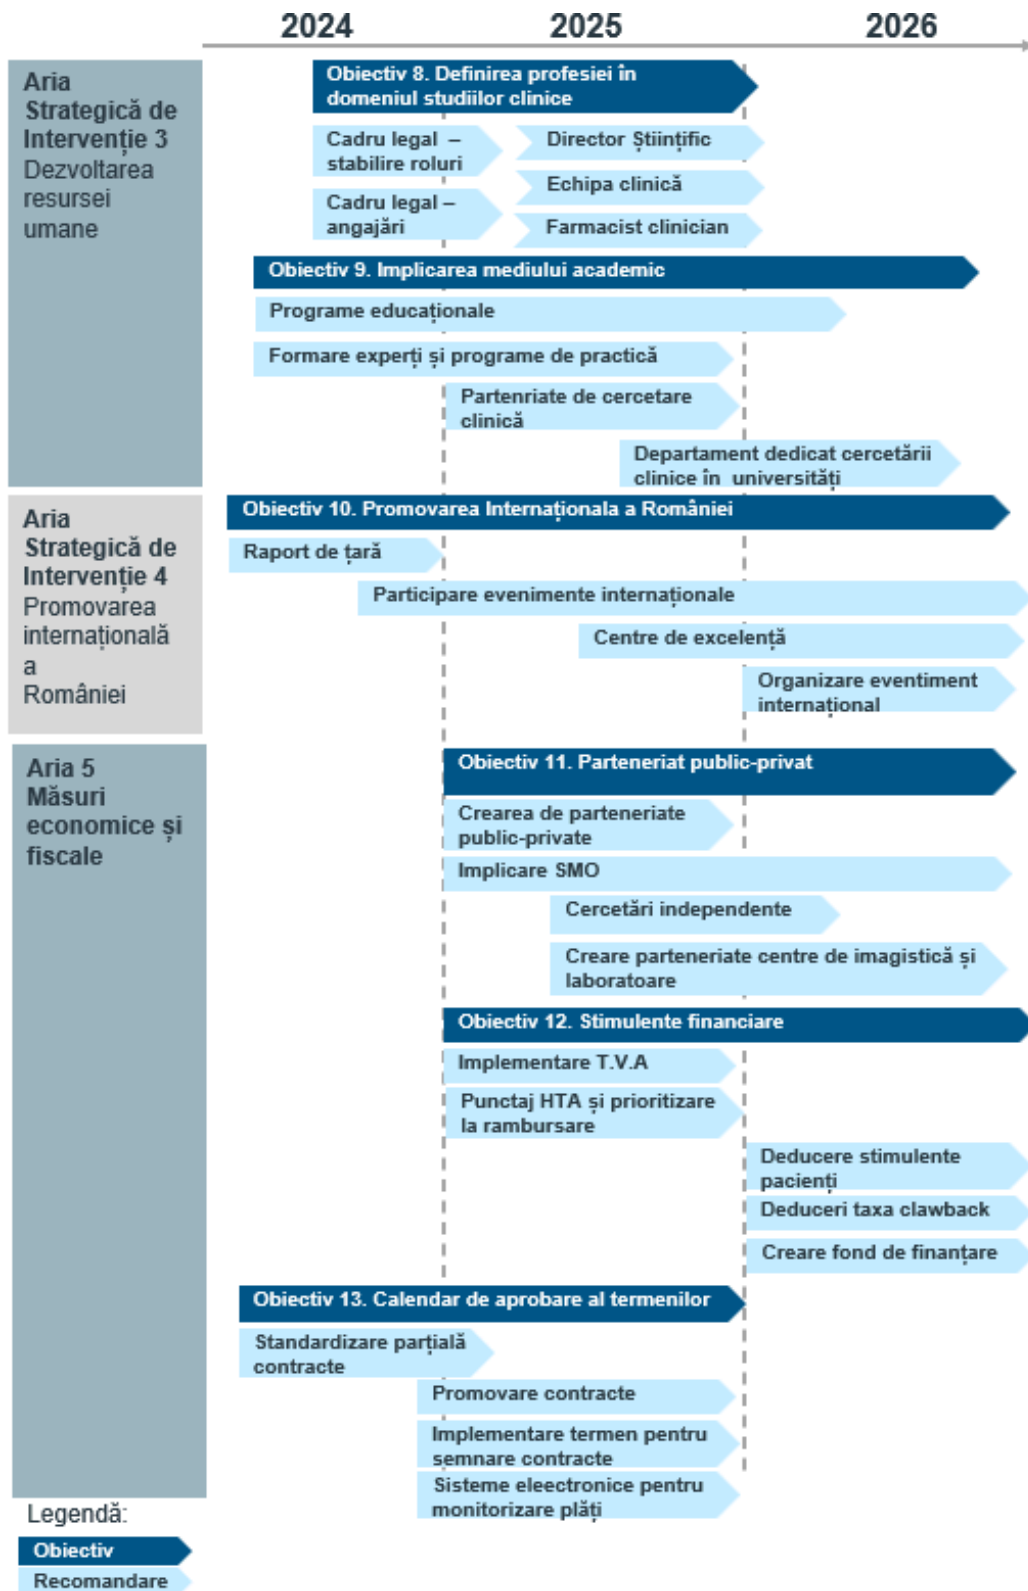 2024 2025 2026
Aria
Strategică de
Intervenție 3
Dezvoltarea
resursei
umane
Obiectiv 8. Definirea profesiei în
domeniul studiilor clinice
Cadru legal –
stabilire roluri
Director Științific
Echipa clinică
Cadru legal –
angajări
Farmacist clinician
Obiectiv 9. Implicarea mediului academic
Programe educaționale
Formare experți și programe de practică
Partenriate de cercetare
clinică
Departament dedicat cercetării
clinice în universități
Aria
Strategică de
Intervenție 4
Promovarea
internațională
a
României
Obiectiv 10. Promovarea Internaționala a României
Raport de țară
Participare evenimente internaționale
Centre de excelență
Organizare eventiment
internațional
Aria 5
Măsuri
economice și
fiscale
Obiectiv 11. Parteneriat public-privat
Crearea de parteneriate
public-private
Implicare SMO
Cercetări independente
Creare parteneriate centre de imagistică și
laboratoare
Obiectiv 12. Stimulente financiare
Implementare T.V.A
Punctaj HTA și prioritizare
la rambursare
Deducere stimulente
pacienți
Deduceri taxa clawback
Creare fond de finanțare
Obiectiv 13. Calendar de aprobare al termenilor
Standardizare parțială
contracte
Promovare contracte
Implementare termen pentru
semnare contracte
Sisteme eleectronice pentru
monitorizare plăți
Legendă:
Obiectiv
Recomandare